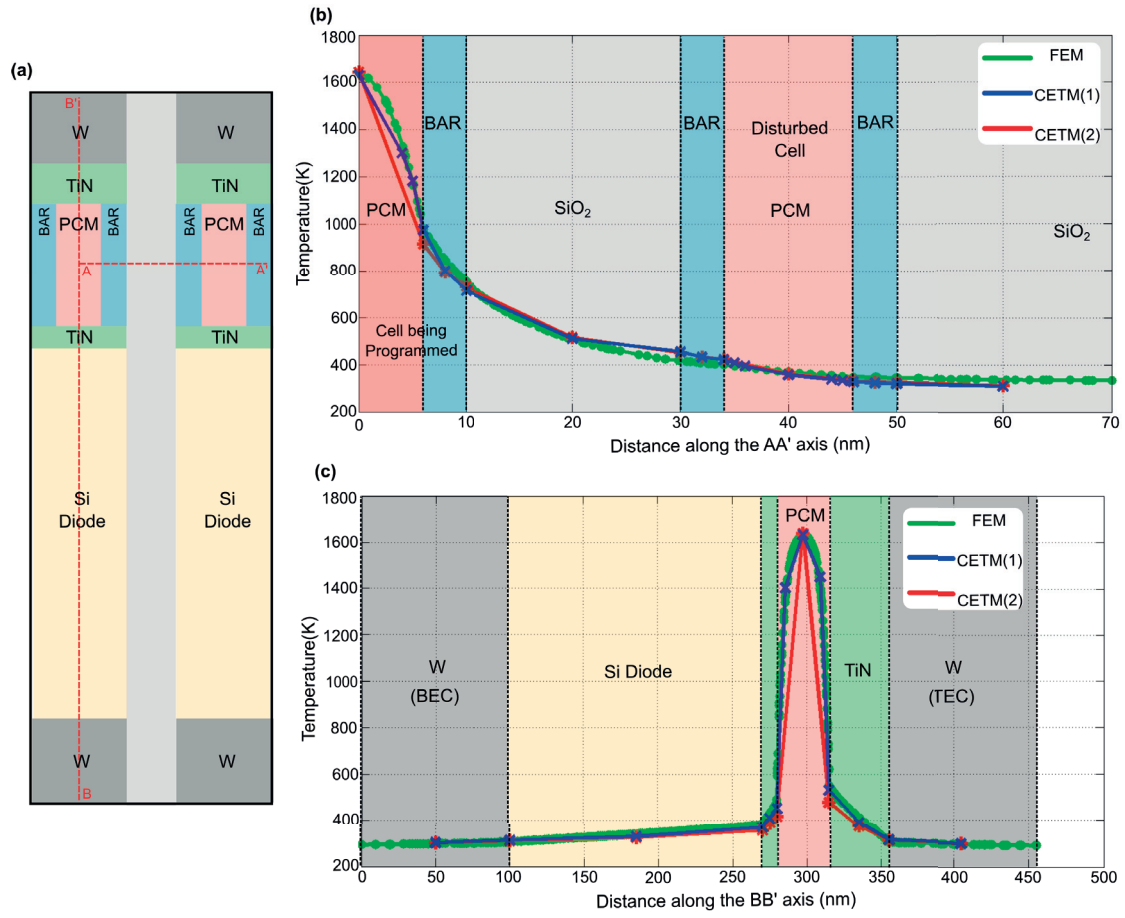 (a)
B'
W
W
TiN
TiN
BAR
PCM
BAR
BAR
PCM
BAR
A
A'
TiN
TiN
Si
Diode
Si
Diode
W
W
B
(b)
1800
1600
1400
1200
1000
800
600
400
200
Temperature(K)
PCM
Cell being
Programmed
BAR
SiO2
BAR
Disturbed
Cell
PCM
BAR
SiO2
FEM
CETM(1)
CETM(2)
0
10
20
30
40
50
60
70
Distance along the AA' axis (nm)
(c)
1800
1600
1400
1200
1000
800
600
400
200
Temperature(K)
W
(BEC)
Si Diode
PCM
TiN
W
(TEC)
FEM
CETM(1)
CETM(2)
0
50
100
150
200
250
300
350
400
450
500
Distance along the BB' axis (nm)